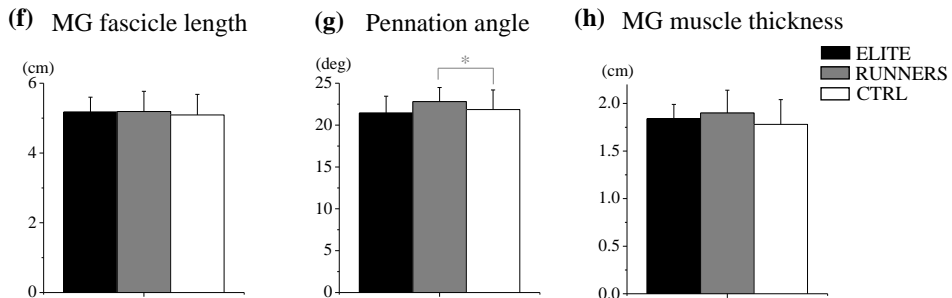 (f) MG fascicle length
(cm)
6
4
2
0
(g) Pennation angle
(deg)
25
20
15
10
5
0
*
(h) MG muscle thickness
(cm)
2.0
1.5
1.0
0.5
0.0
ELITE
RUNNERS
CTRL